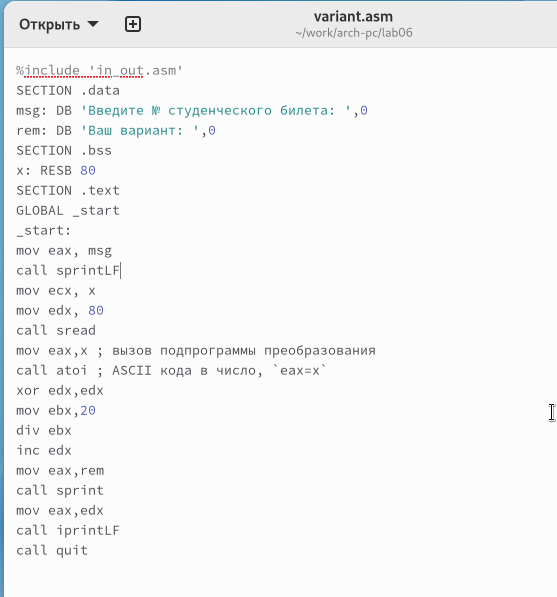 Открыть
variant.asm
~/work/arch-pc/lab06
%include 'in_out.asm'
SECTION .data
msg: DB 'Введите № студенческого билета: ',0
rem: DB 'Ваш вариант: ',0
SECTION .bss
x: RESB 80
SECTION .text
GLOBAL _start
_start:
mov eax, msg
call sprintLF
mov ecx, x
mov edx, 80
call sread
mov eax,x ; вызов подпрограммы преобразования
call atoi ; ASCII кода в число, `eax=x`
xor edx,edx
mov ebx,20
div ebx
inc edx
mov eax,rem
call sprint
mov eax,edx
call iprintLF
call quit